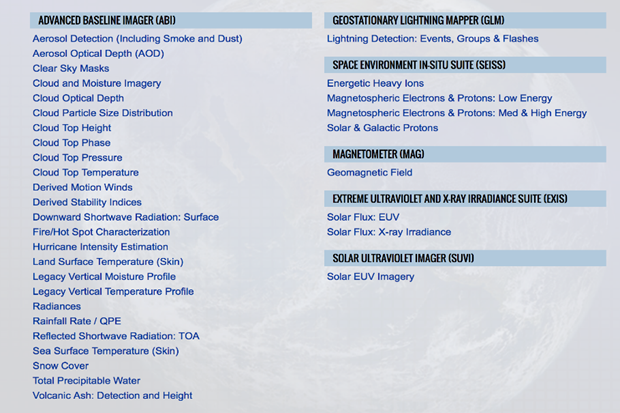 ADVANCED BASELINE IMAGER (ABI)
Aerosol Detection (Including Smoke and Dust)
Aerosol Optical Depth (AOD)
Clear Sky Masks
Cloud and Moisture Imagery
Cloud Optical Depth
Cloud Particle Size Distribution
Cloud Top Height
Cloud Top Phase
Cloud Top Pressure
Cloud Top Temperature
Derived Motion Winds
Derived Stability Indices
Downward Shortwave Radiation: Surface
Fire/Hot Spot Characterization
Hurricane Intensity Estimation
Land Surface Temperature (Skin)
Legacy Vertical Moisture Profile
Legacy Vertical Temperature Profile
Radiances
Rainfall Rate / QPE
Reflected Shortwave Radiation: TOA
Sea Surface Temperature (Skin)
Snow Cover
Total Precipitable Water
Volcanic Ash: Detection and Height
GEOSTATIONARY LIGHTNING MAPPER (GLM)
Lightning Detection: Events, Groups & Flashes
SPACE ENVIRONMENT IN-SITU SUITE (SEISS)
Energetic Heavy Ions
Magnetospheric Electrons & Protons: Low Energy
Magnetospheric Electrons & Protons: Med & High Energy
Solar & Galactic Protons
MAGNETOMETER (MAG)
Geomagnetic Field
EXTREME ULTRAVIOLET AND X-RAY IRRADIANCE SUITE (EXIS)
Solar Flux: EUV
Solar Flux: X-ray Irradiance
SOLAR ULTRAVIOLET IMAGER (SUVI)
Solar EUV Imagery